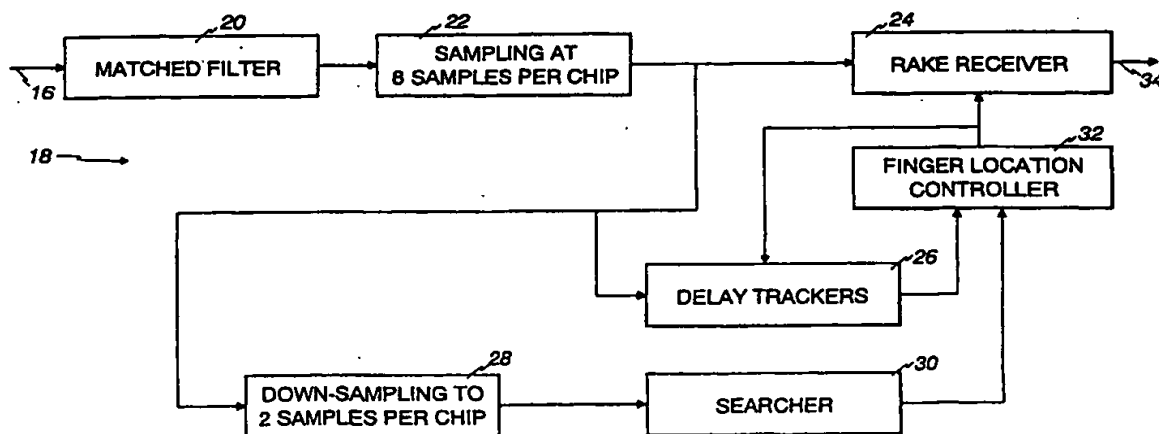 20
MATCHED FILTER
16
22
SAMPLING AT
8 SAMPLES PER CHIP
24
RAKE RECEIVER
34
18
32
FINGER LOCATION
CONTROLLER
26
DELAY TRACKERS
28
DOWN-SAMPLING TO
2 SAMPLES PER CHIP
30
SEARCHER